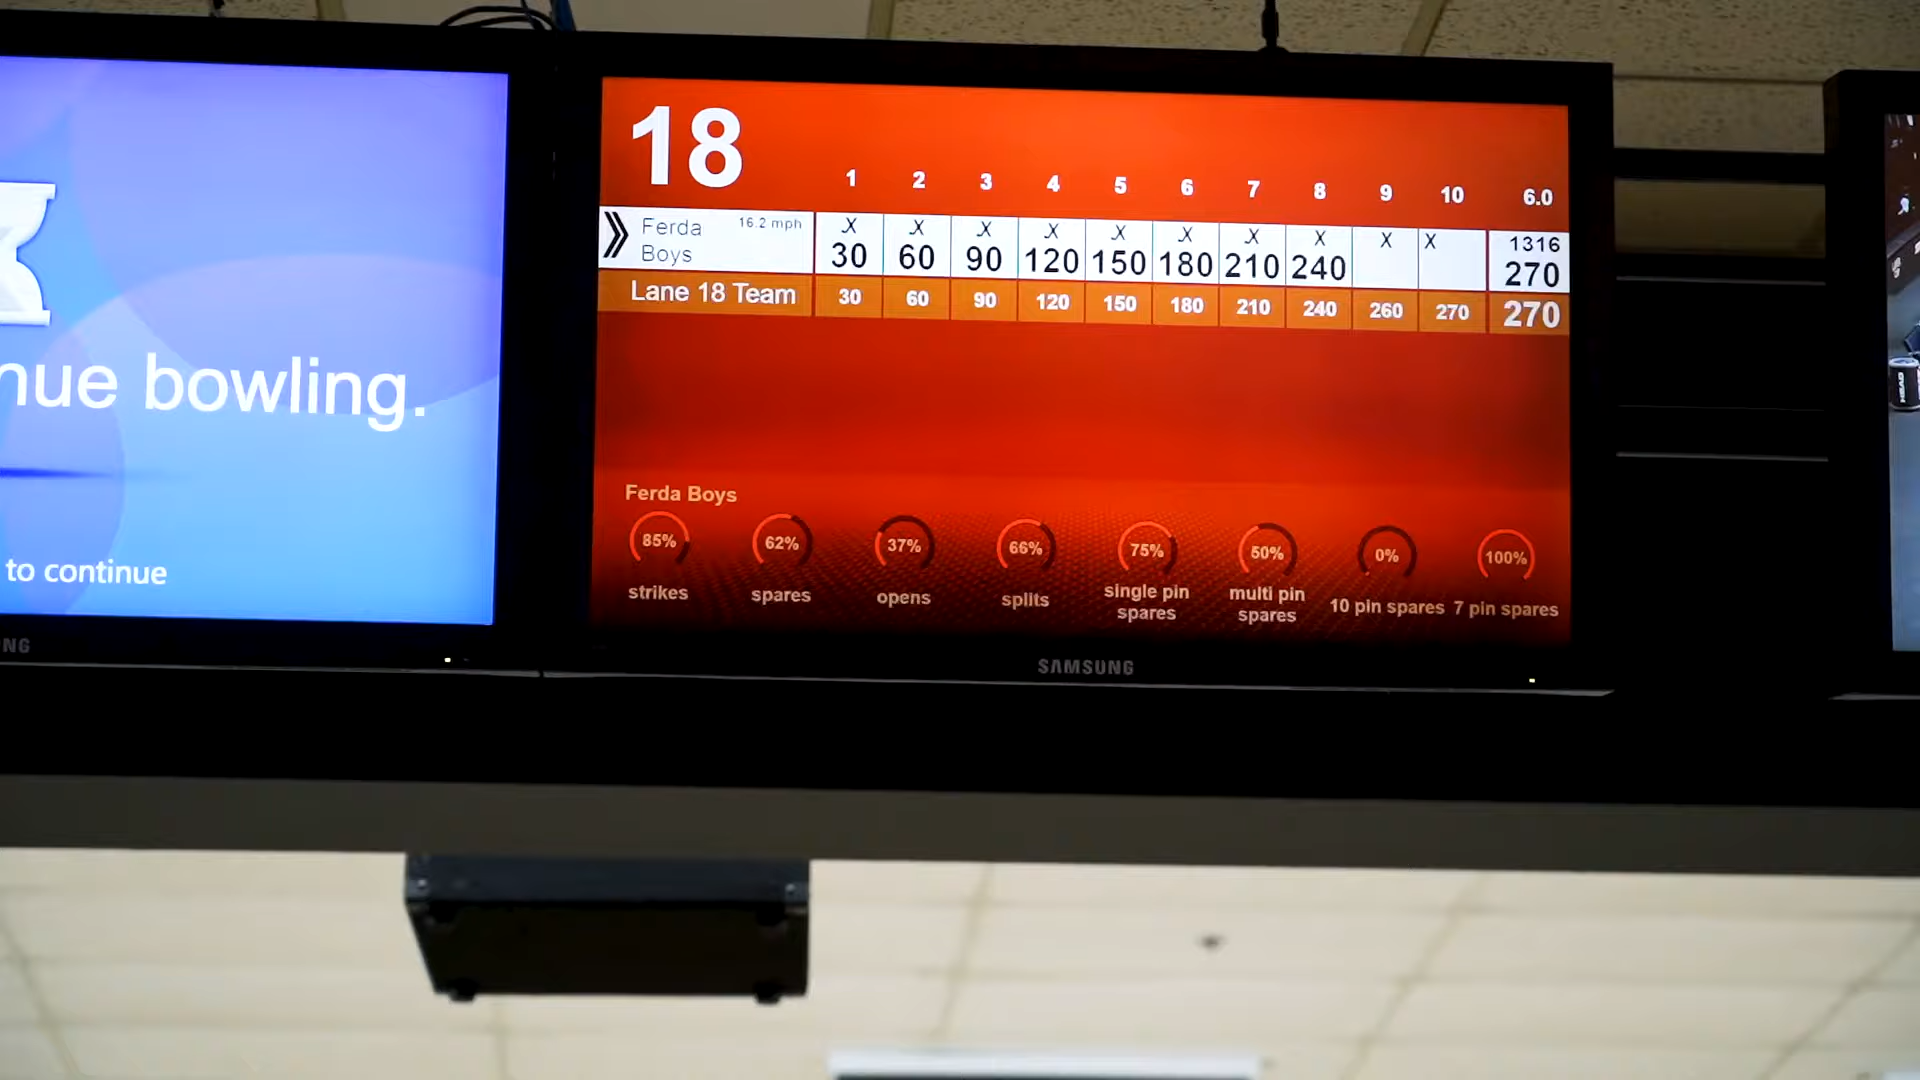 nue bowling.
to continue
NG
18
1 2 3 4 5 6 7 8 9 10 6.0
Ferda Boys 16.2 mph X X X X X X X X X X 1316
30 60 90 120 150 180 210 240 270
Lane 18 Team 30 60 90 120 150 180 210 240 260 270 270
Ferda Boys
85% 62% 37% 66% 75% 50% 0% 100%
strikes spares opens splits single pin spares multi pin spares 10 pin spares 7 pin spares
SAMSUNG
HEAD